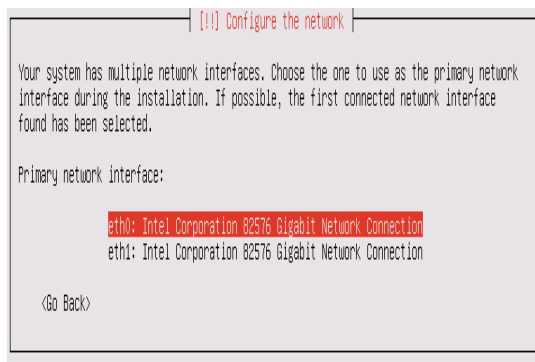 [!!] Configure the network
Your system has multiple network interfaces. Choose the one to use as the primary network
interface during the installation. If possible, the first connected network interface
found has been selected.
Primary network interface:
eth0: Intel Corporation 82576 Gigabit Network Connection
eth1: Intel Corporation 82576 Gigabit Network Connection
<Go Back>